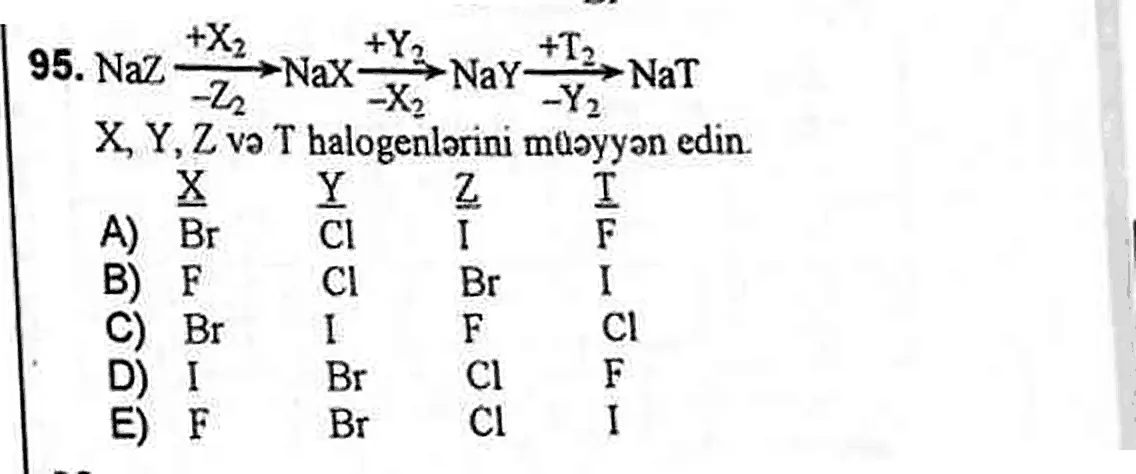 95. NaZ +X₂ −Z₂ → NaX +Y₂ −X₂ → NaY +T₂ −Y₂ → NaT
X, Y, Z və T halogenlərini müəyyən edin.
X Y Z T
A) Br Cl I F
B) F Cl Br I
C) Br I F Cl
D) I Br Cl F
E) F Br Cl I